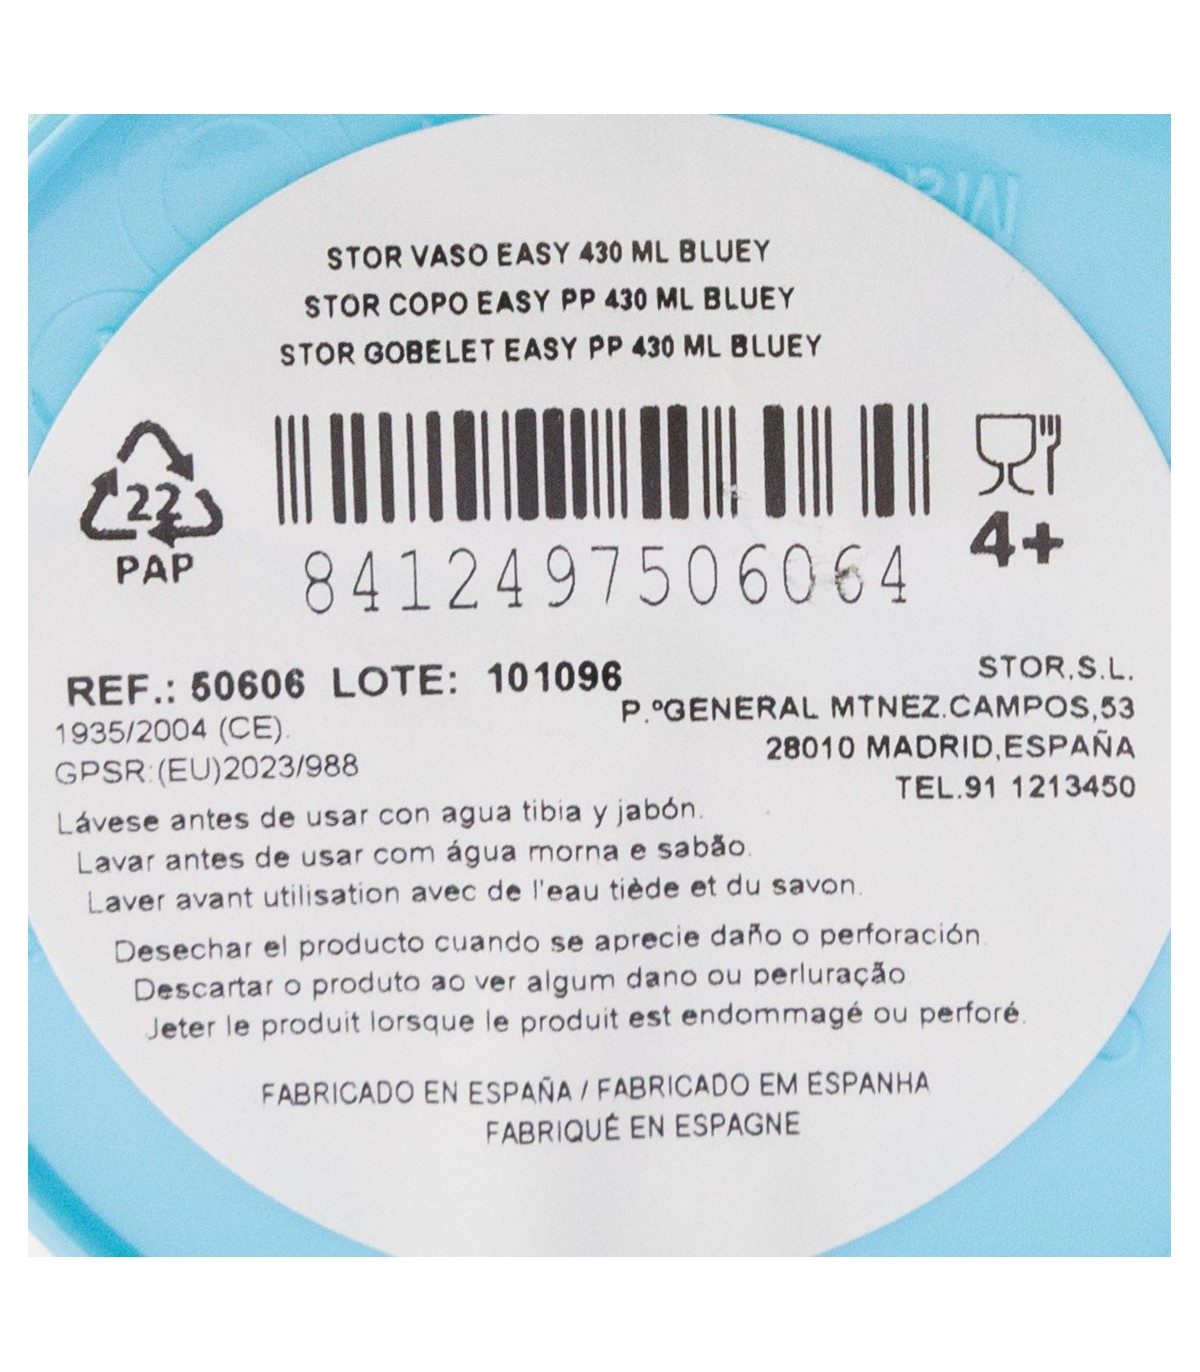 STOR VASO EASY 430 ML BLUEY
STOR COPO EASY PP 430 ML BLUEY
STOR GOBELET EASY PP 430 ML BLUEY
22
PAP
8412497506064
4+
REF.: 50606 LOTE: 101096
1935/2004 (CE).
GPSR:(EU)2023/988
STOR,S.L.
P.ºGENERAL MTNEZ.CAMPOS,53
28010 MADRID,ESPAÑA
TEL.91 1213450
Lávese antes de usar con agua tibia y jabón.
Lavar antes de usar com água morna e sabão.
Laver avant utilisation avec de l'eau tiède et du savon.
Desechar el producto cuando se aprecie daño o perforación.
Descartar o produto ao ver algum dano ou perluração
Jeter le produit lorsque le produit est endommagé ou perforé.
FABRICADO EN ESPAÑA / FABRICADO EM ESPANHA
FABRIQUÉ EN ESPAGNE